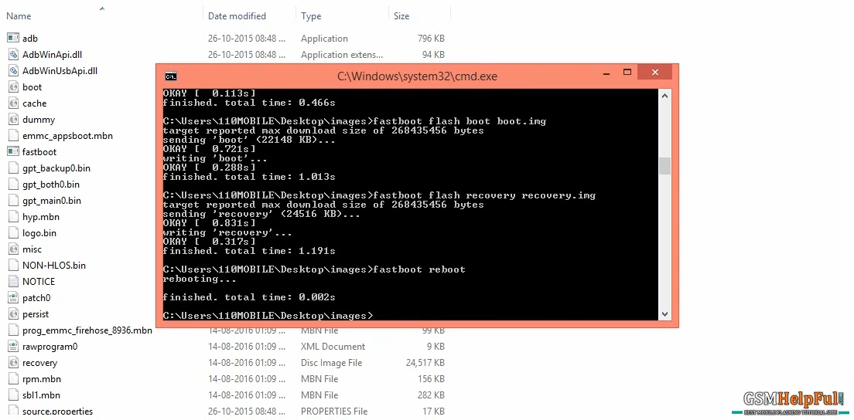 Name Date modified Type Size
adb 26-10-2015 08:48 ... Application 796 KB
AdbWinApi.dll 26-10-2015 08:48 ... Application extens... 94 KB
AdbWinUsbApi.dll
boot
cache
dummy
emmc_appsboot.mbn
fastboot
gpt_backup0.bin
gpt_both0.bin
gpt_main0.bin
hyp.mbn
logo.bin
misc
NON-HLOS.bin
NOTICE
patch0
persist
prog_emmc_firehose_8936.mbn 14-08-2016 01:09 ... MBN File 99 KB
rawprogram0 14-08-2016 01:09 ... XML Document 9 KB
recovery 14-08-2016 01:09 ... Disc Image File 24,517 KB
rpm.mbn 14-08-2016 01:09 ... MBN File 156 KB
sbl1.mbn 14-08-2016 01:09 ... MBN File 282 KB
source.properties 26-10-2015 08:48 ... PROPERTIES File 17 KB
C:\Windows\system32\cmd.exe
OKAY [ 0.113s]
finished. total time: 0.466s
C:\Users\110MOBILE\Desktop\images>fastboot flash boot boot.img
target reported max download size of 268435456 bytes
sending 'boot' (22148 KB)...
OKAY [ 0.721s]
writing 'boot'...
OKAY [ 0.288s]
finished. total time: 1.013s
C:\Users\110MOBILE\Desktop\images>fastboot flash recovery recovery.img
target reported max download size of 268435456 bytes
sending 'recovery' (24516 KB)...
OKAY [ 0.831s]
writing 'recovery'...
OKAY [ 0.317s]
finished. total time: 1.191s
C:\Users\110MOBILE\Desktop\images>fastboot reboot
rebooting...
finished. total time: 0.002s
C:\Users\110MOBILE\Desktop\images>
GSMHelpFul!